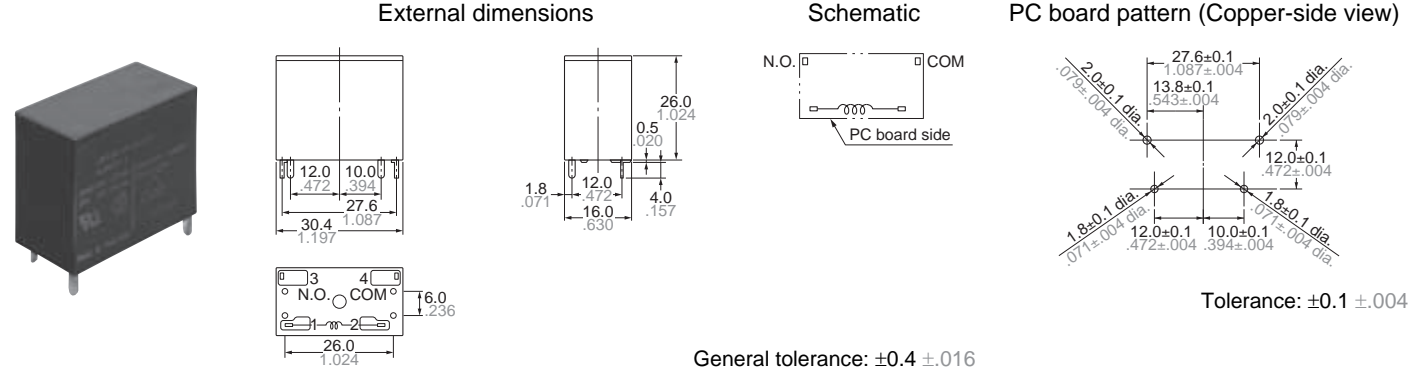 External dimensions
Schematic
PC board pattern (Copper-side view)
26.0
1.024
0.5
.020
12.0
.472
10.0
.394
27.6
1.087
30.4
1.197
1.8
.071
12.0
.472
16.0
.630
4.0
.157
3
4
N.O.
COM
1
2
6.0
.236
26.0
1.024
N.O.
COM
PC board side
27.6±0.1
1.087±.004
13.8±0.1
.543±.004
2.0±0.1 dia.
.079±.004 dia.
2.0±0.1 dia.
.079±.004 dia.
12.0±0.1
.472±.004
1.8±0.1 dia.
.071±.004 dia.
12.0±0.1
.472±.004
10.0±0.1
.394±.004
1.8±0.1 dia.
.071±.004 dia.
Tolerance: ±0.1 ±.004
General tolerance: ±0.4 ±.016